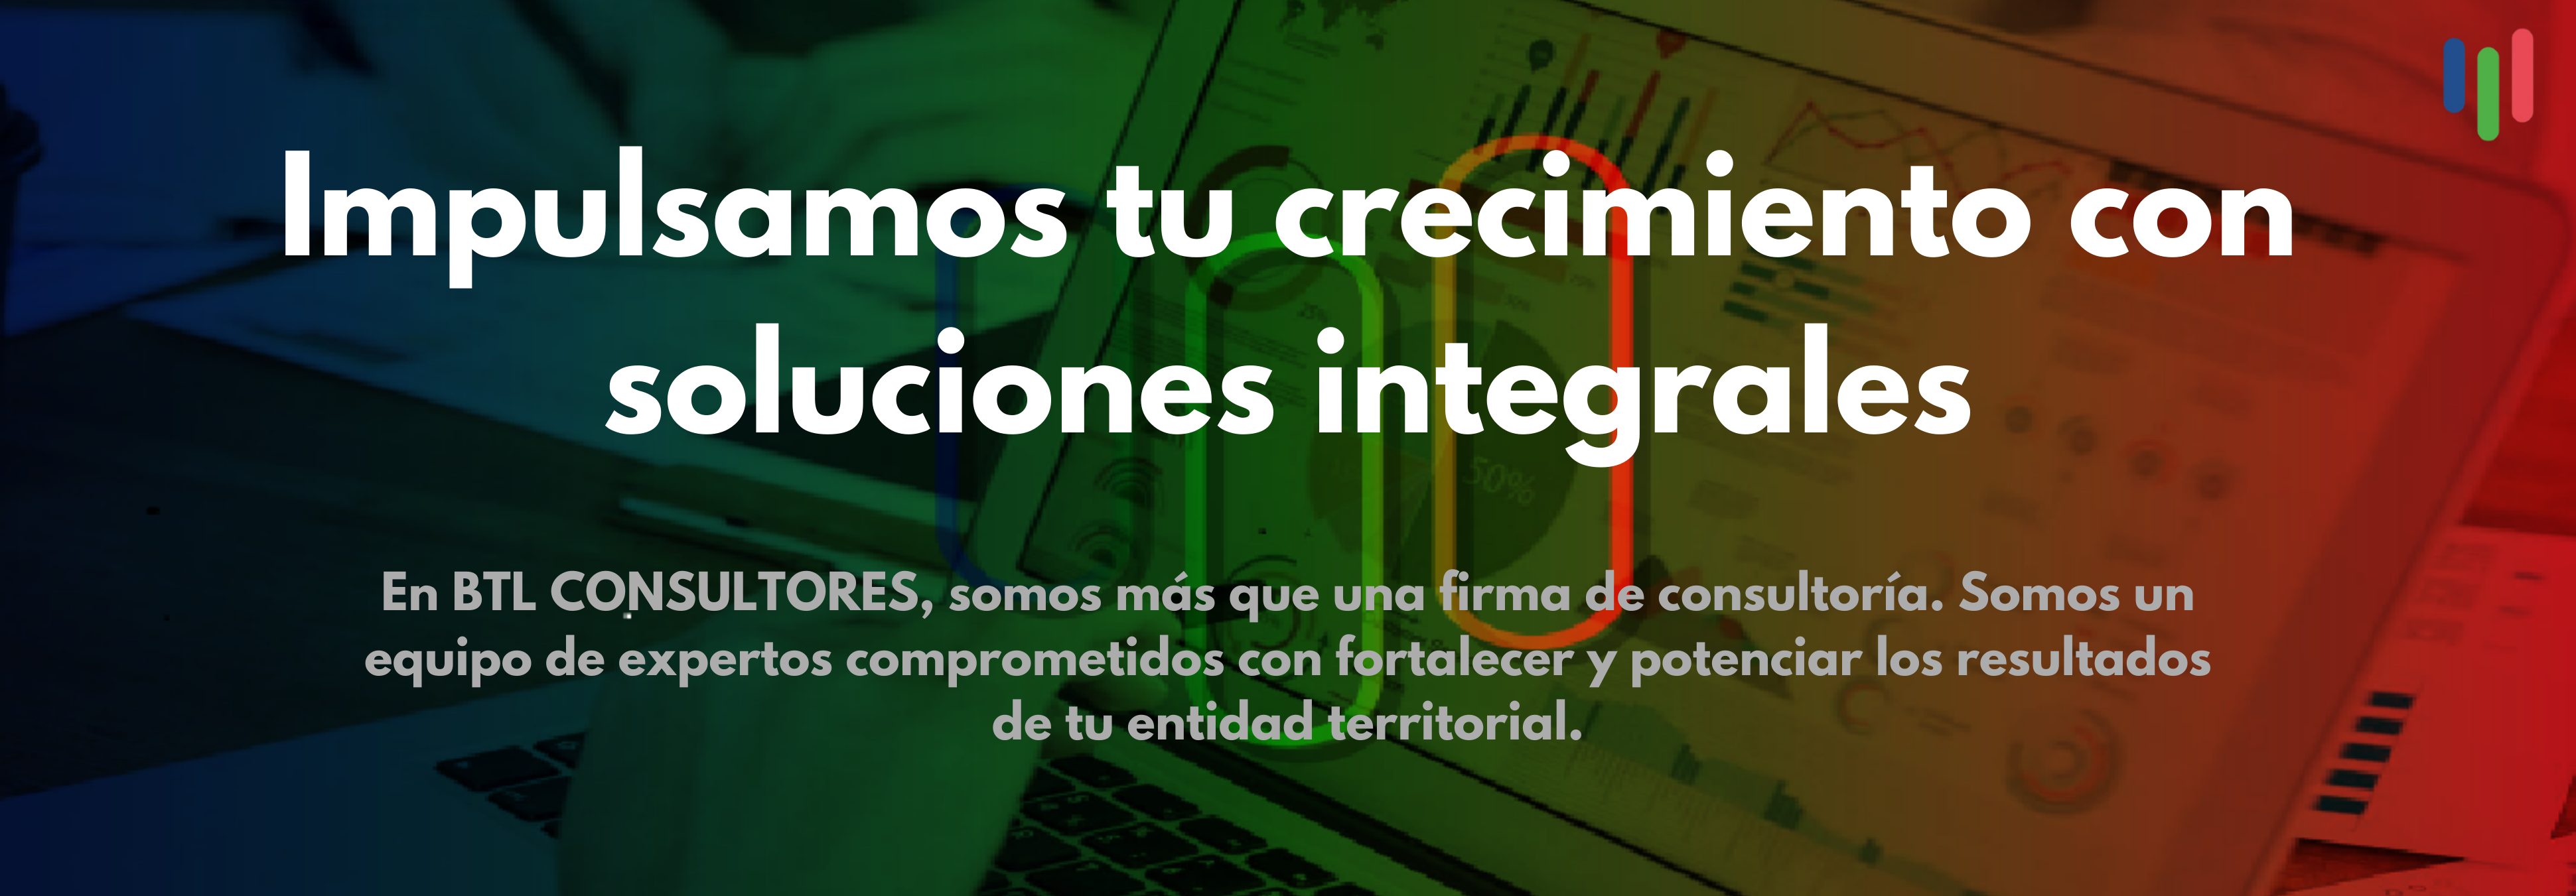 Impulsamos tu crecimiento con
soluciones integrales
50%
En BTL CONSULTORES, somos más que una firma de consultoría. Somos un
equipo de expertos comprometidos con fortalecer y potenciar los resultados
de tu entidad territorial.